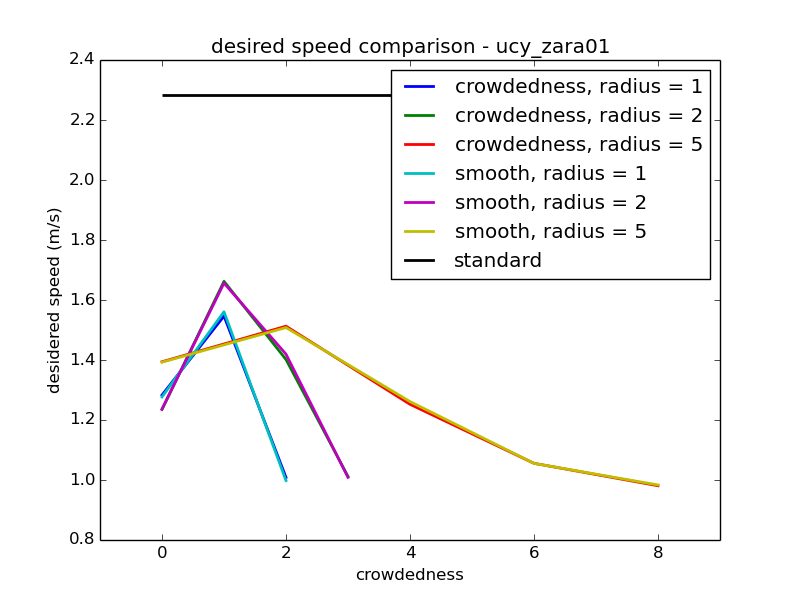 desired speed comparison - ucy_zara01
2.4
2.2
2.0
1.8
1.6
1.4
1.2
1.0
0.8
desidered speed (m/s)
crowdedness, radius = 1
crowdedness, radius = 2
crowdedness, radius = 5
smooth, radius = 1
smooth, radius = 2
smooth, radius = 5
standard
0 2 4 6 8
crowdedness